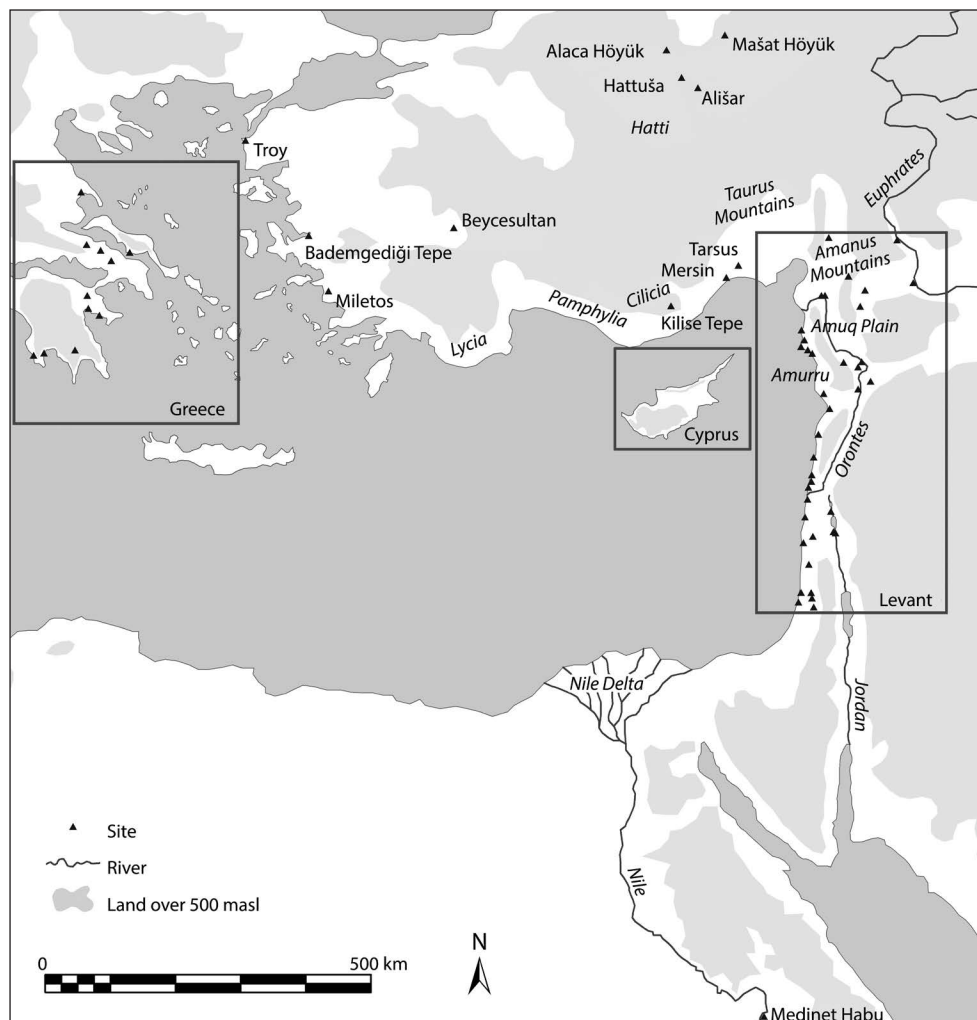 Alaca Höyük
Mašat Höyük
Hattuša
Ališar
Hatti
Troy
Euphrates
Taurus
Mountains
Beycesultan
Bademgediği Tepe
Tarsus
Mersin
Amanus
Mountains
Miletos
Cilicia
Pamphylia
Kilise Tepe
Lycia
Amuq Plain
Amurru
Greece
Cyprus
Orontes
Levant
Nile Delta
Jordan
Site
River
Nile
Land over 500 masl
N
0
500 km
Medinet Habu